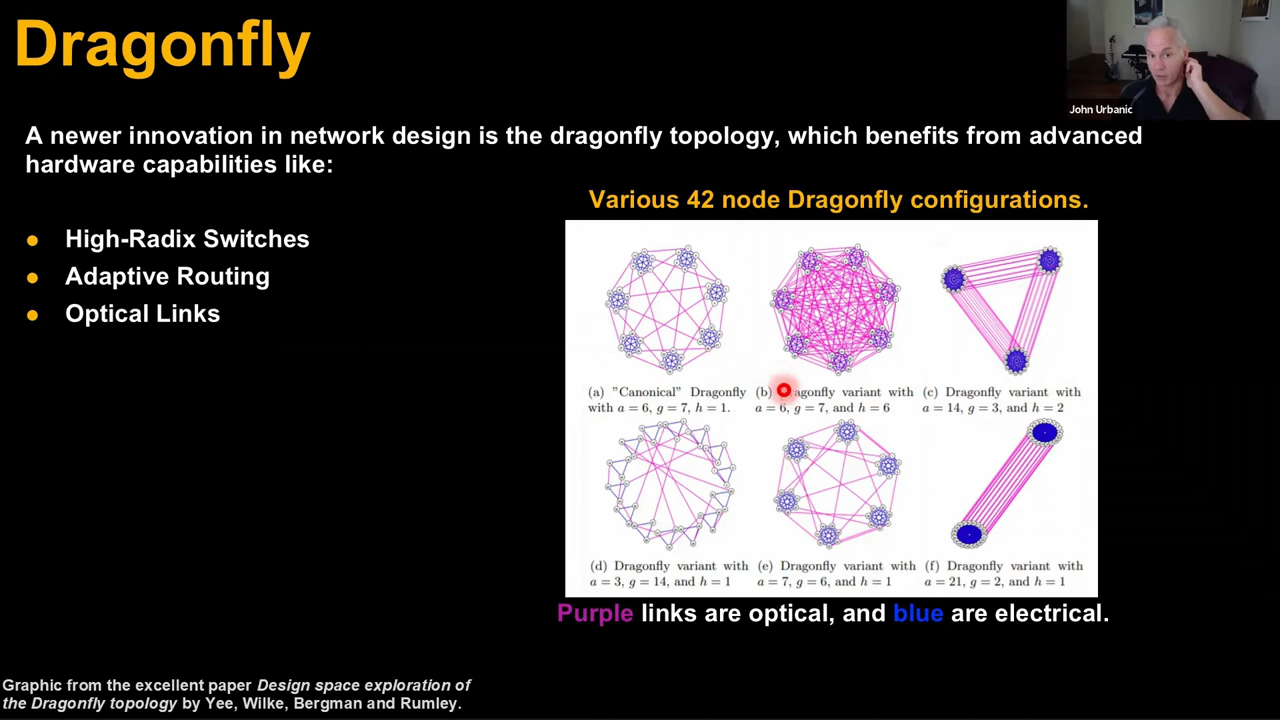 Dragonfly
John Urbanic
A newer innovation in network design is the dragonfly topology, which benefits from advanced
hardware capabilities like:
Various 42 node Dragonfly configurations.
● High-Radix Switches
● Adaptive Routing
● Optical Links
(a) "Canonical" Dragonfly
with a = 6, g = 7, h = 1.
(b) agonfly variant with
a = 6, g = 7, and h = 6
(c) Dragonfly variant with
a = 14, g = 3, and h = 2
(d) Dragonfly variant with
a = 3, g = 14, and h = 1
(e) Dragonfly variant with
a = 7, g = 6, and h = 1
(f) Dragonfly variant with
a = 21, g = 2, and h = 1
Purple links are optical, and blue are electrical.
Graphic from the excellent paper Design space exploration of
the Dragonfly topology by Yee, Wilke, Bergman and Rumley.